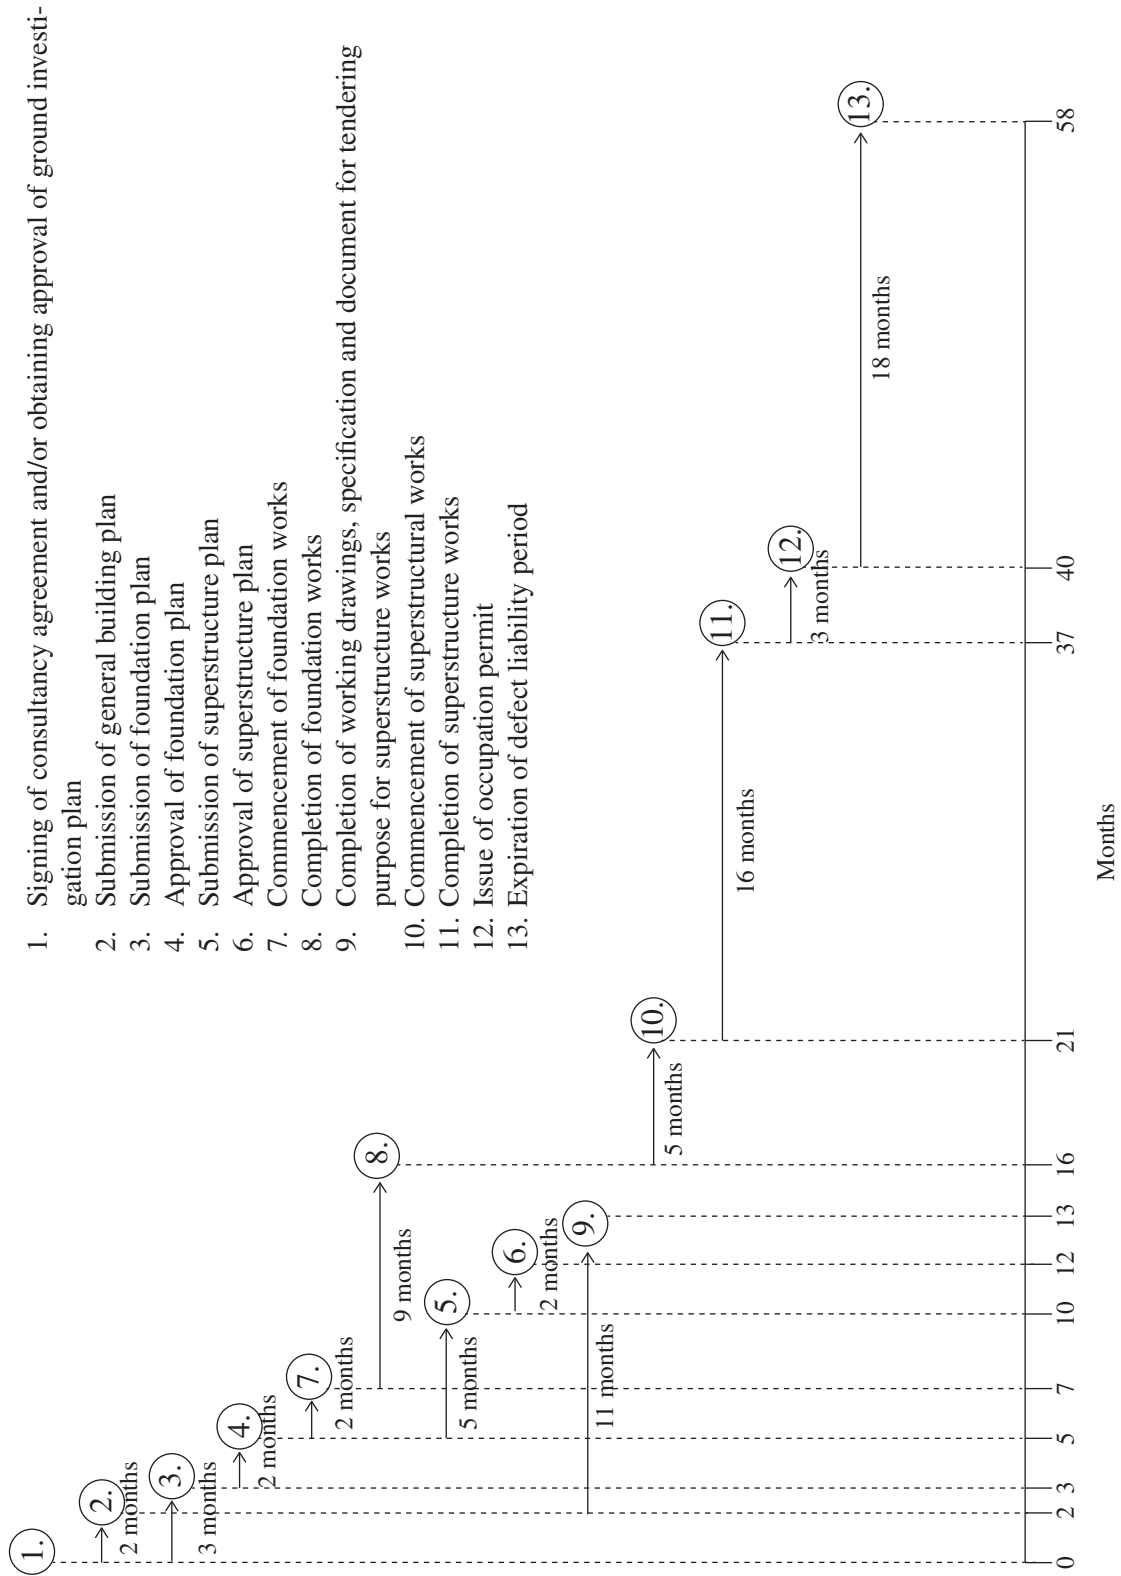 1. Signing of consultancy agreement and/or obtaining approval of ground investi-
gation plan
2. Submission of general building plan
3. Submission of foundation plan
4. Approval of foundation plan
5. Submission of superstructure plan
6. Approval of superstructure plan
7. Commencement of foundation works
8. Completion of foundation works
9. Completion of working drawings, specification and document for tendering
purpose for superstructure works
10. Commencement of superstructural works
11. Completion of superstructure works
12. Issue of occupation permit
13. Expiration of defect liability period
1.
2.
2 months
3.
3 months
4.
2 months
7.
2 months
8.
9 months
5.
5 months
6.
2 months
9.
11 months
10.
5 months
11.
16 months
12.
3 months
13.
18 months
0 2 3 5 7 10 12 13 16 21 37 40 58
Months